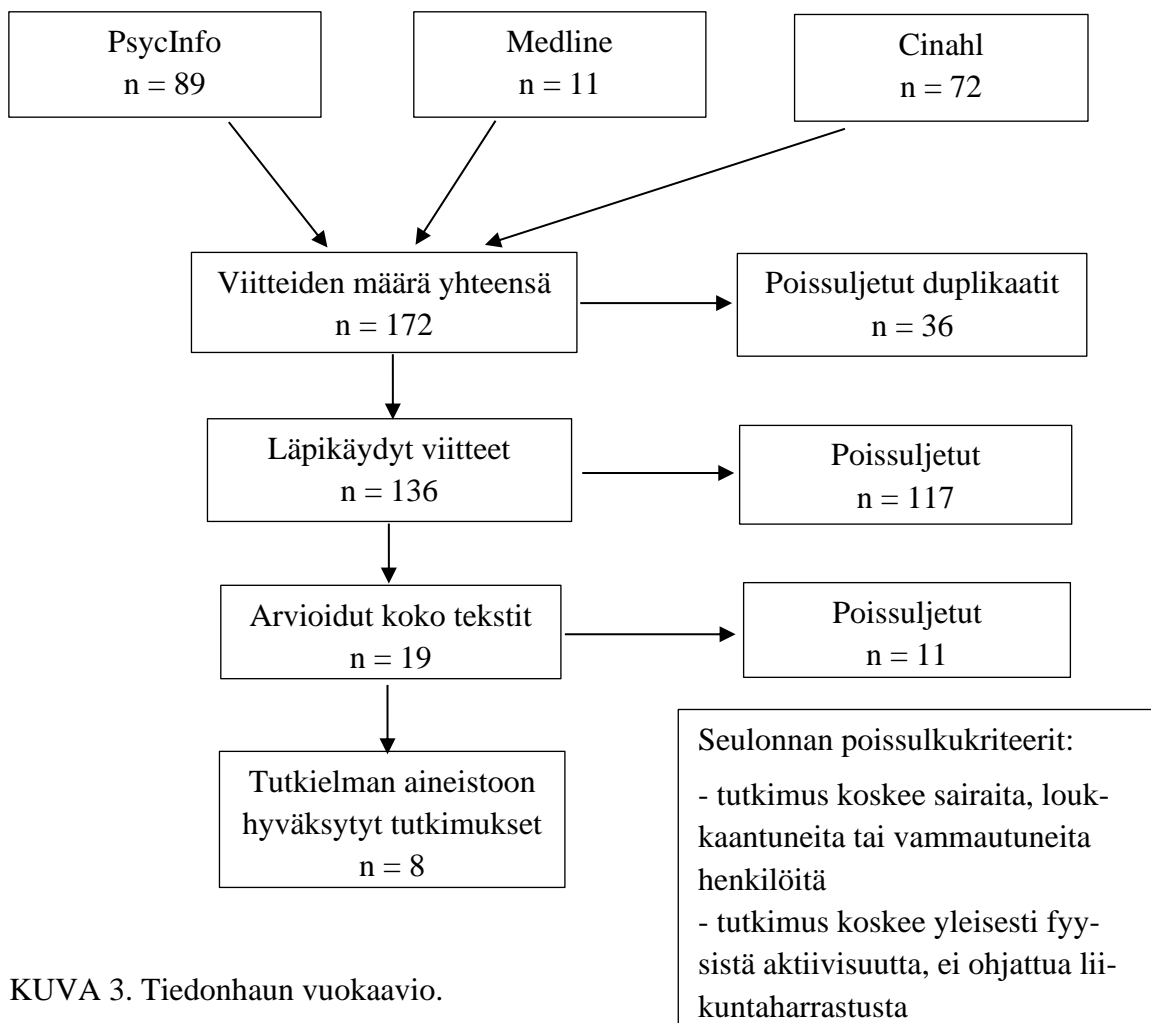 PsycInfo
n = 89
Medline
n = 11
Cinahl
n = 72
Viitteiden määrä yhteensä
n = 172
Poissuljetut duplikaatit
n = 36
Läpikäydyt viitteet
n = 136
Poissuljetut
n = 117
Arvioidut koko tekstit
n = 19
Poissuljetut
n = 11
Tutkielman aineistoon
hyväksytyt tutkimukset
n = 8
Seulonnan poissulkukriteerit:
- tutkimus koskee sairaita, louk-
kaantuneita tai vammautuneita
henkilöitä
- tutkimus koskee yleisesti fyy-
sistä aktiivisuutta, ei ohjattua lii-
kuntaharrastusta
KUVA 3. Tiedonhaun vuokaavio.